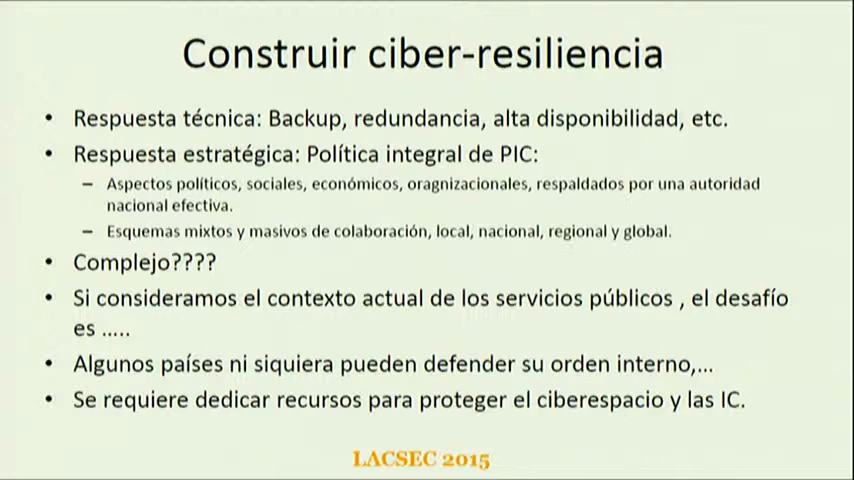 Construir ciber-resiliencia
• Respuesta técnica: Backup, redundancia, alta disponibilidad, etc.
• Respuesta estratégica: Política integral de PIC:
– Aspectos políticos, sociales, económicos, oragnizacionales, respaldados por una autoridad
nacional efectiva.
– Esquemas mixtos y masivos de colaboración, local, nacional, regional y global.
• Complejo????
• Si consideramos el contexto actual de los servicios públicos , el desafío
es .....
• Algunos países ni siquiera pueden defender su orden interno,...
• Se requiere dedicar recursos para proteger el ciberespacio y las IC.
LACSEC 2015